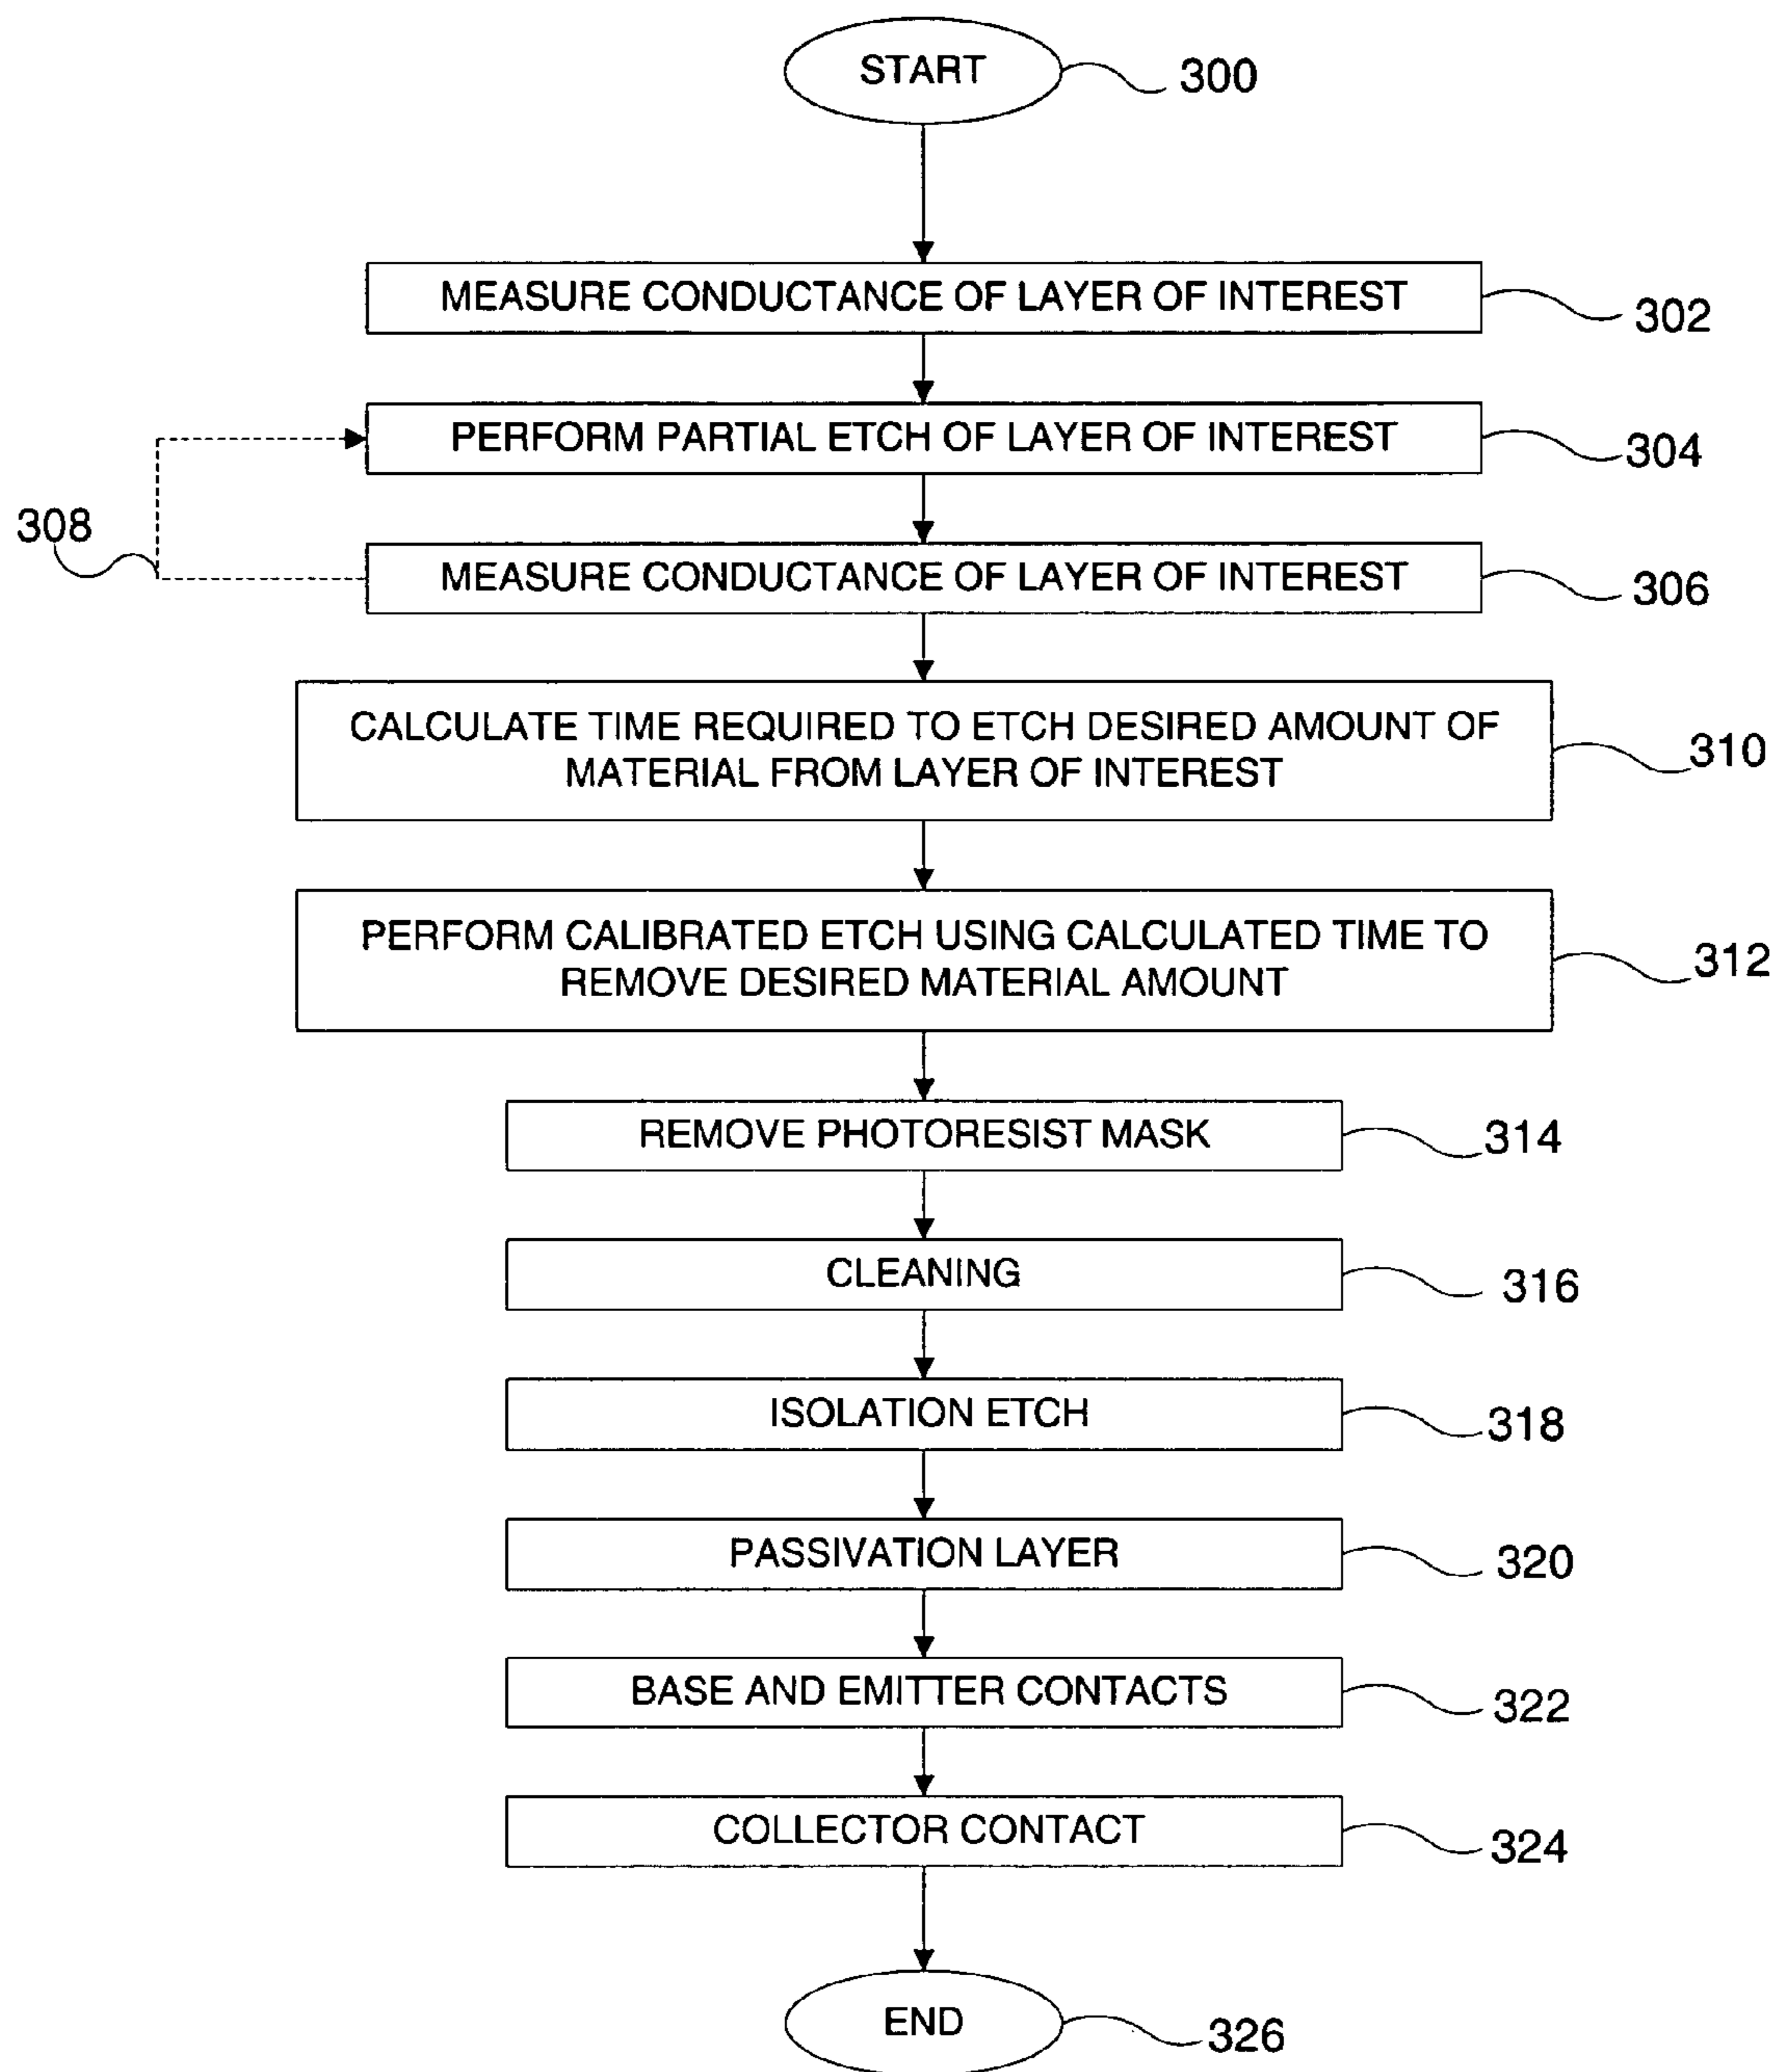 START
300
MEASURE CONDUCTANCE OF LAYER OF INTEREST
302
PERFORM PARTIAL ETCH OF LAYER OF INTEREST
304
308
MEASURE CONDUCTANCE OF LAYER OF INTEREST
306
CALCULATE TIME REQUIRED TO ETCH DESIRED AMOUNT OF
MATERIAL FROM LAYER OF INTEREST
310
PERFORM CALIBRATED ETCH USING CALCULATED TIME TO
REMOVE DESIRED MATERIAL AMOUNT
312
REMOVE PHOTORESIST MASK
314
CLEANING
316
ISOLATION ETCH
318
PASSIVATION LAYER
320
BASE AND EMITTER CONTACTS
322
COLLECTOR CONTACT
324
END
326